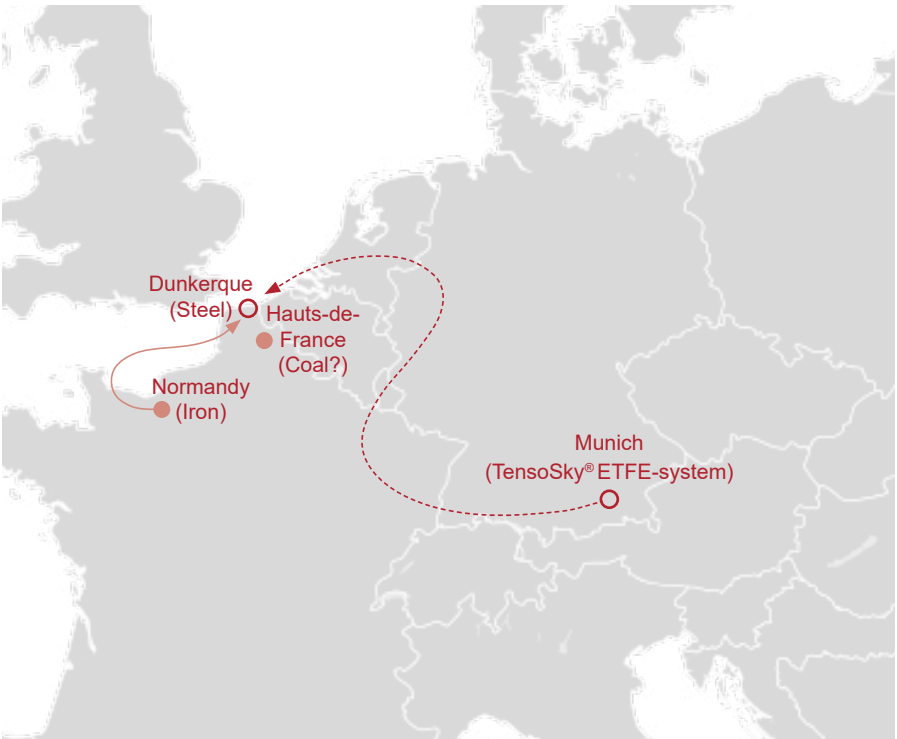 Dunkerque
(Steel)
Hauts-de-
France
(Coal?)
Normandy
(Iron)
Munich
(TensoSky® ETFE-system)